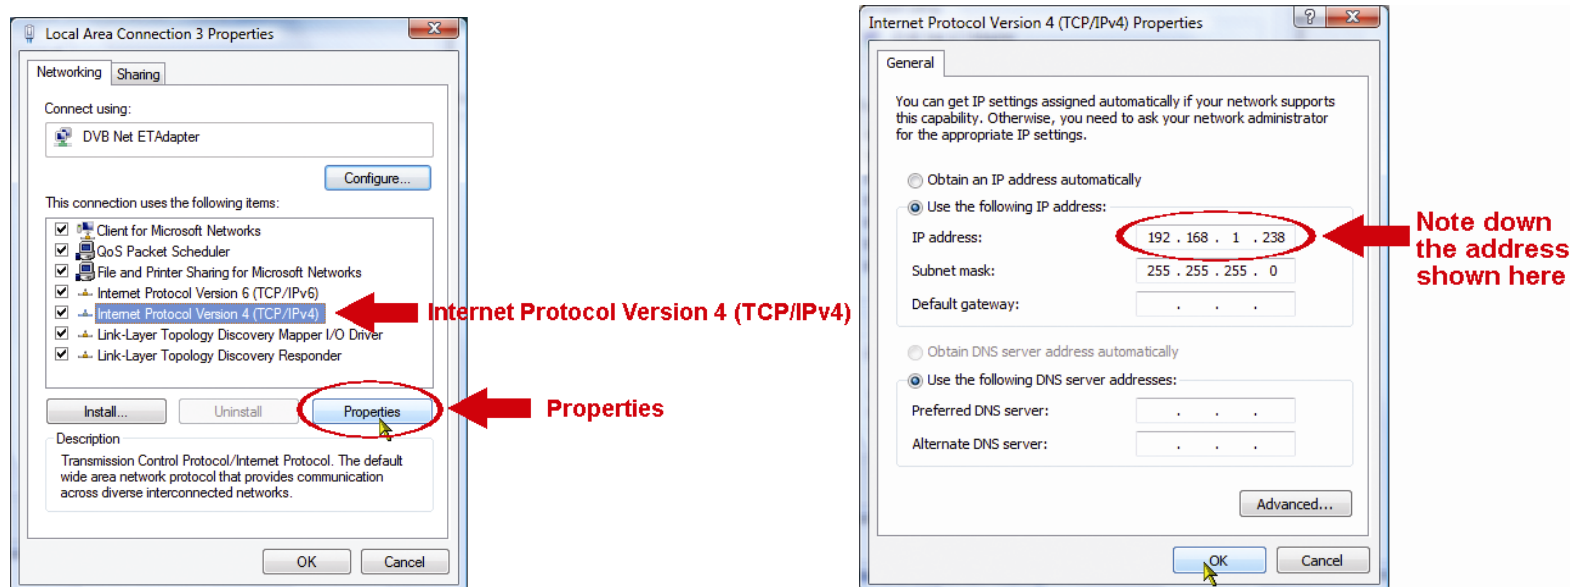 Local Area Connection 3 Properties
Networking
Sharing
Connect using:
DVB Net ETAdapter
Configure...
This connection uses the following items:
Client for Microsoft Networks
QoS Packet Scheduler
File and Printer Sharing for Microsoft Networks
Internet Protocol Version 6 (TCP/IPv6)
Internet Protocol Version 4 (TCP/IPv4)
Link-Layer Topology Discovery Mapper I/O Driver
Link-Layer Topology Discovery Responder
Install...
Uninstall
Properties
Description
Transmission Control Protocol/Internet Protocol. The default
wide area network protocol that provides communication
across diverse interconnected networks.
OK
Cancel
Internet Protocol Version 4 (TCP/IPv4)
Properties
Internet Protocol Version 4 (TCP/IPv4) Properties
General
You can get IP settings assigned automatically if your network supports
this capability. Otherwise, you need to ask your network administrator
for the appropriate IP settings.
Obtain an IP address automatically
Use the following IP address:
IP address:
192 . 168 . 1 . 238
Subnet mask:
255 . 255 . 255 . 0
Default gateway:
. . .
Obtain DNS server address automatically
Use the following DNS server addresses:
Preferred DNS server:
. . .
Alternate DNS server:
. . .
Advanced...
OK
Cancel
Note down
the address
shown here